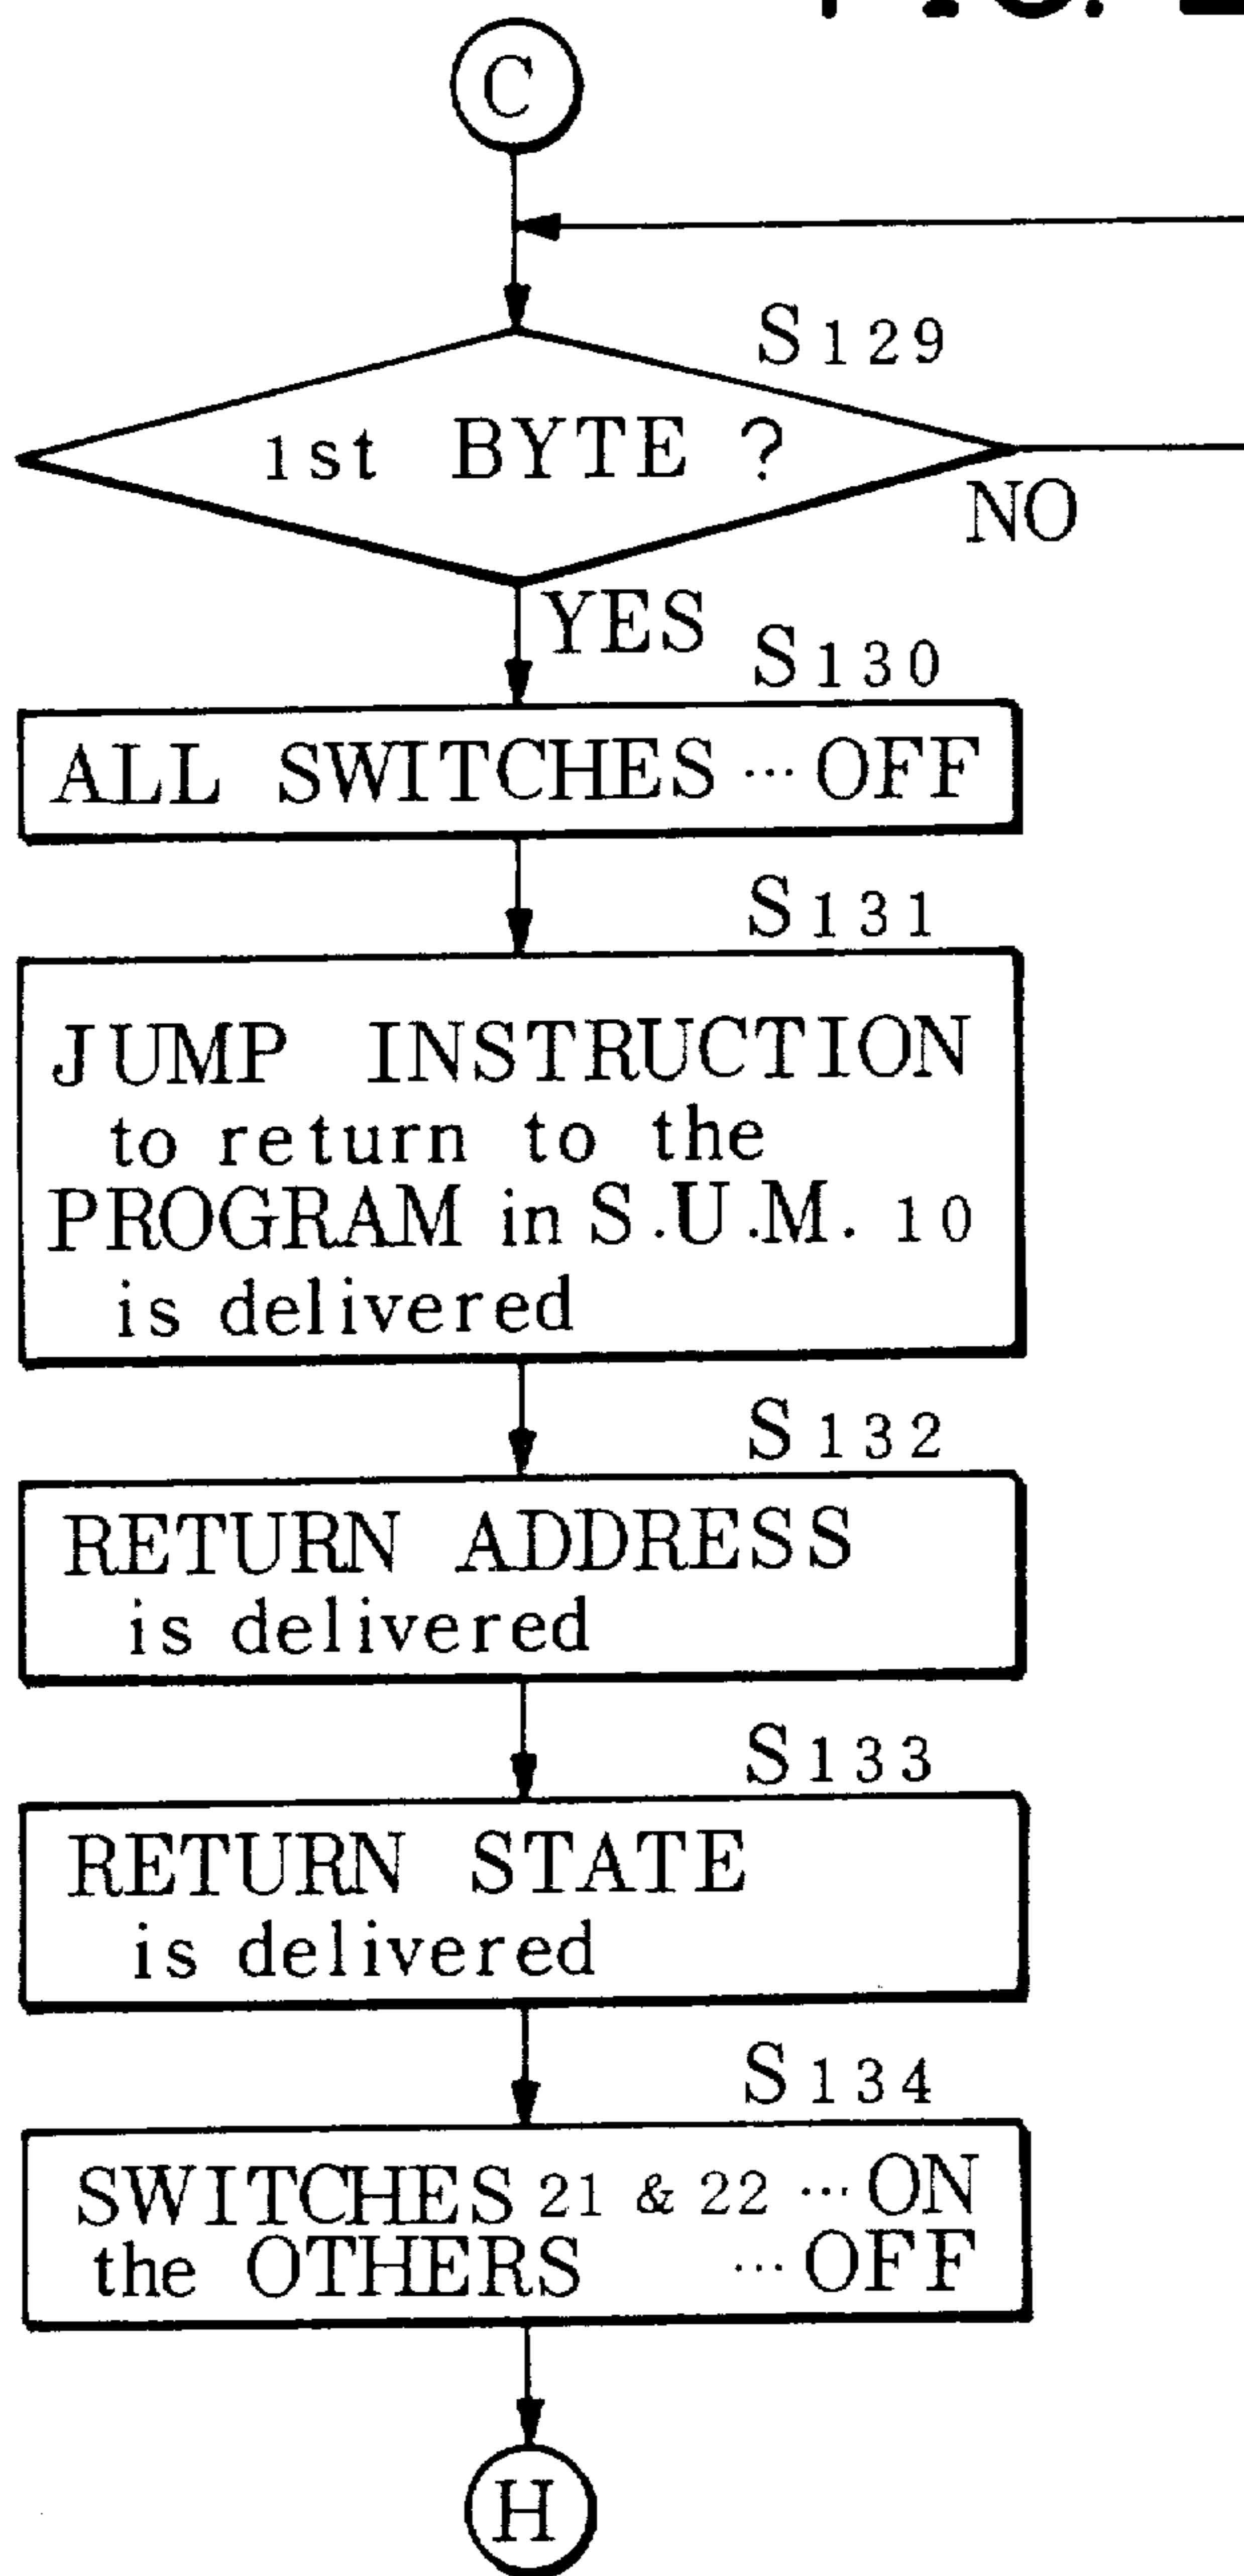 FIG.
C
S129
1st BYTE ?
NO
YES
S130
ALL SWITCHES ... OFF
S131
JUMP INSTRUCTION
to return to the
PROGRAM in S.U.M. 10
is delivered
S132
RETURN ADDRESS
is delivered
S133
RETURN STATE
is delivered
S134
SWITCHES 21 & 22 ... ON
the OTHERS ... OFF
H